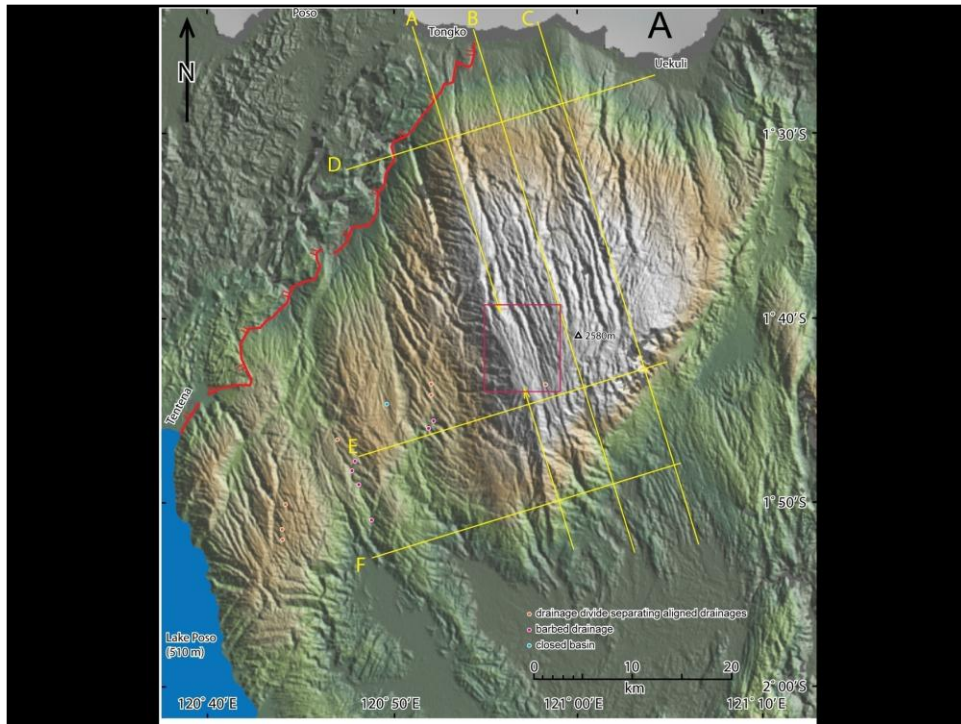 Poso
A
B
C
A
Tongko
N
Uekuli
D
1° 30'S
1° 40'S
2580m
Tentena
E
1° 50'S
F
drainage divide separating aligned drainages
barbed drainage
closed basin
Lake Poso
(510 m)
0 10 20
km
2° 00'S
120° 40'E 120° 50'E 121° 00'E 121° 10'E